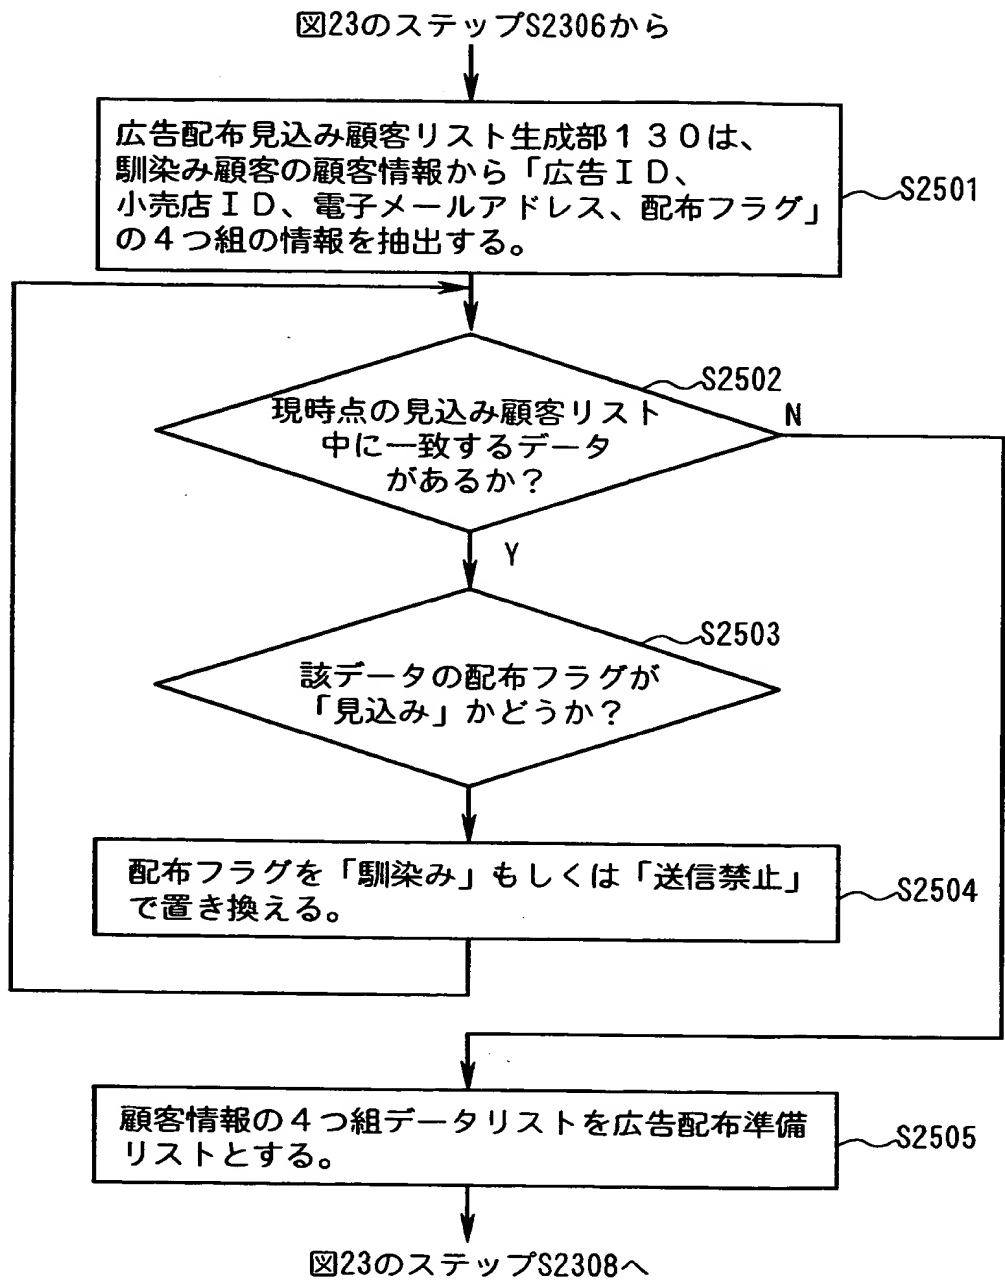 図23のステップS2306から
広告配布見込み顧客リスト生成部130は、
馴染み顧客の顧客情報から「広告ID、
小売店ID、電子メールアドレス、配布フラグ」
の4つ組の情報を抽出する。
S2501
S2502
現時点の見込み顧客リスト
中に一致するデータ
があるか?
N
Y
S2503
該データの配布フラグが
「見込み」かどうか?
配布フラグを「馴染み」もしくは「送信禁止」
で置き換える。
S2504
顧客情報の4つ組データリストを広告配布準備
リストとする。
S2505
図23のステップS2308へ